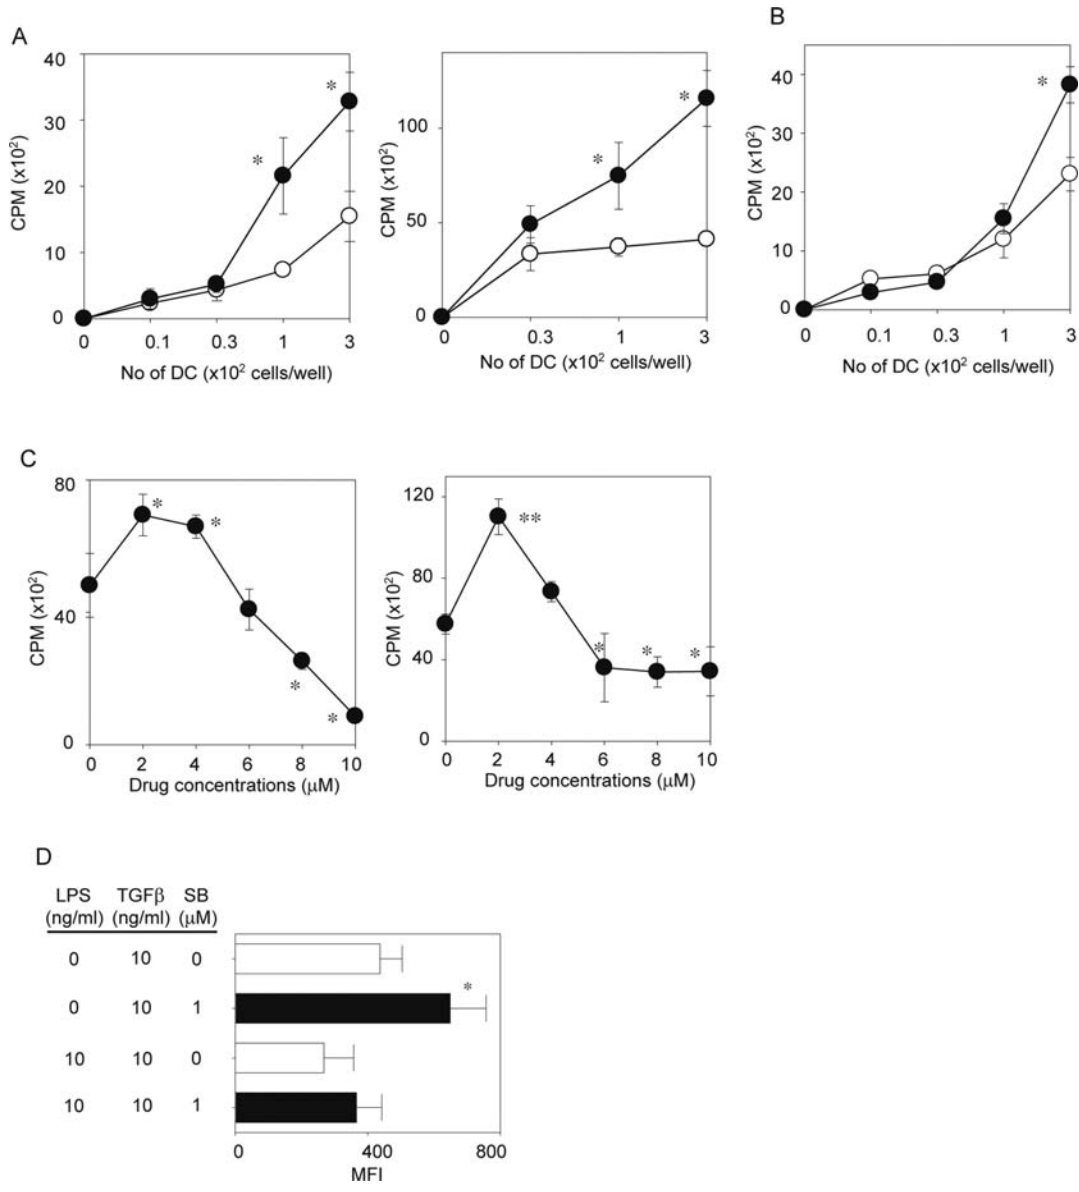 A
B
40
30
20
10
0
CPM (x10²)
*
*
0
0.1
0.3
1
3
No of DC (x10² cells/well)
100
50
0
CPM (x10²)
*
*
0
0.3
1
3
No of DC (x10² cells/well)
40
30
20
10
0
CPM (x10²)
*
0
0.1
0.3
1
3
No of DC (x10² cells/well)
C
80
40
0
CPM (x10²)
*
*
*
*
0
2
4
6
8
10
Drug concentrations (μM)
120
80
40
0
CPM (x10²)
**
*
*
*
0
2
4
6
8
10
Drug concentrations (μM)
D
LPS TGFβ SB
(ng/ml) (ng/ml) (μM)
0 10 0
0 10 1
*
10 10 0
10 10 1
0 400 800
MFI